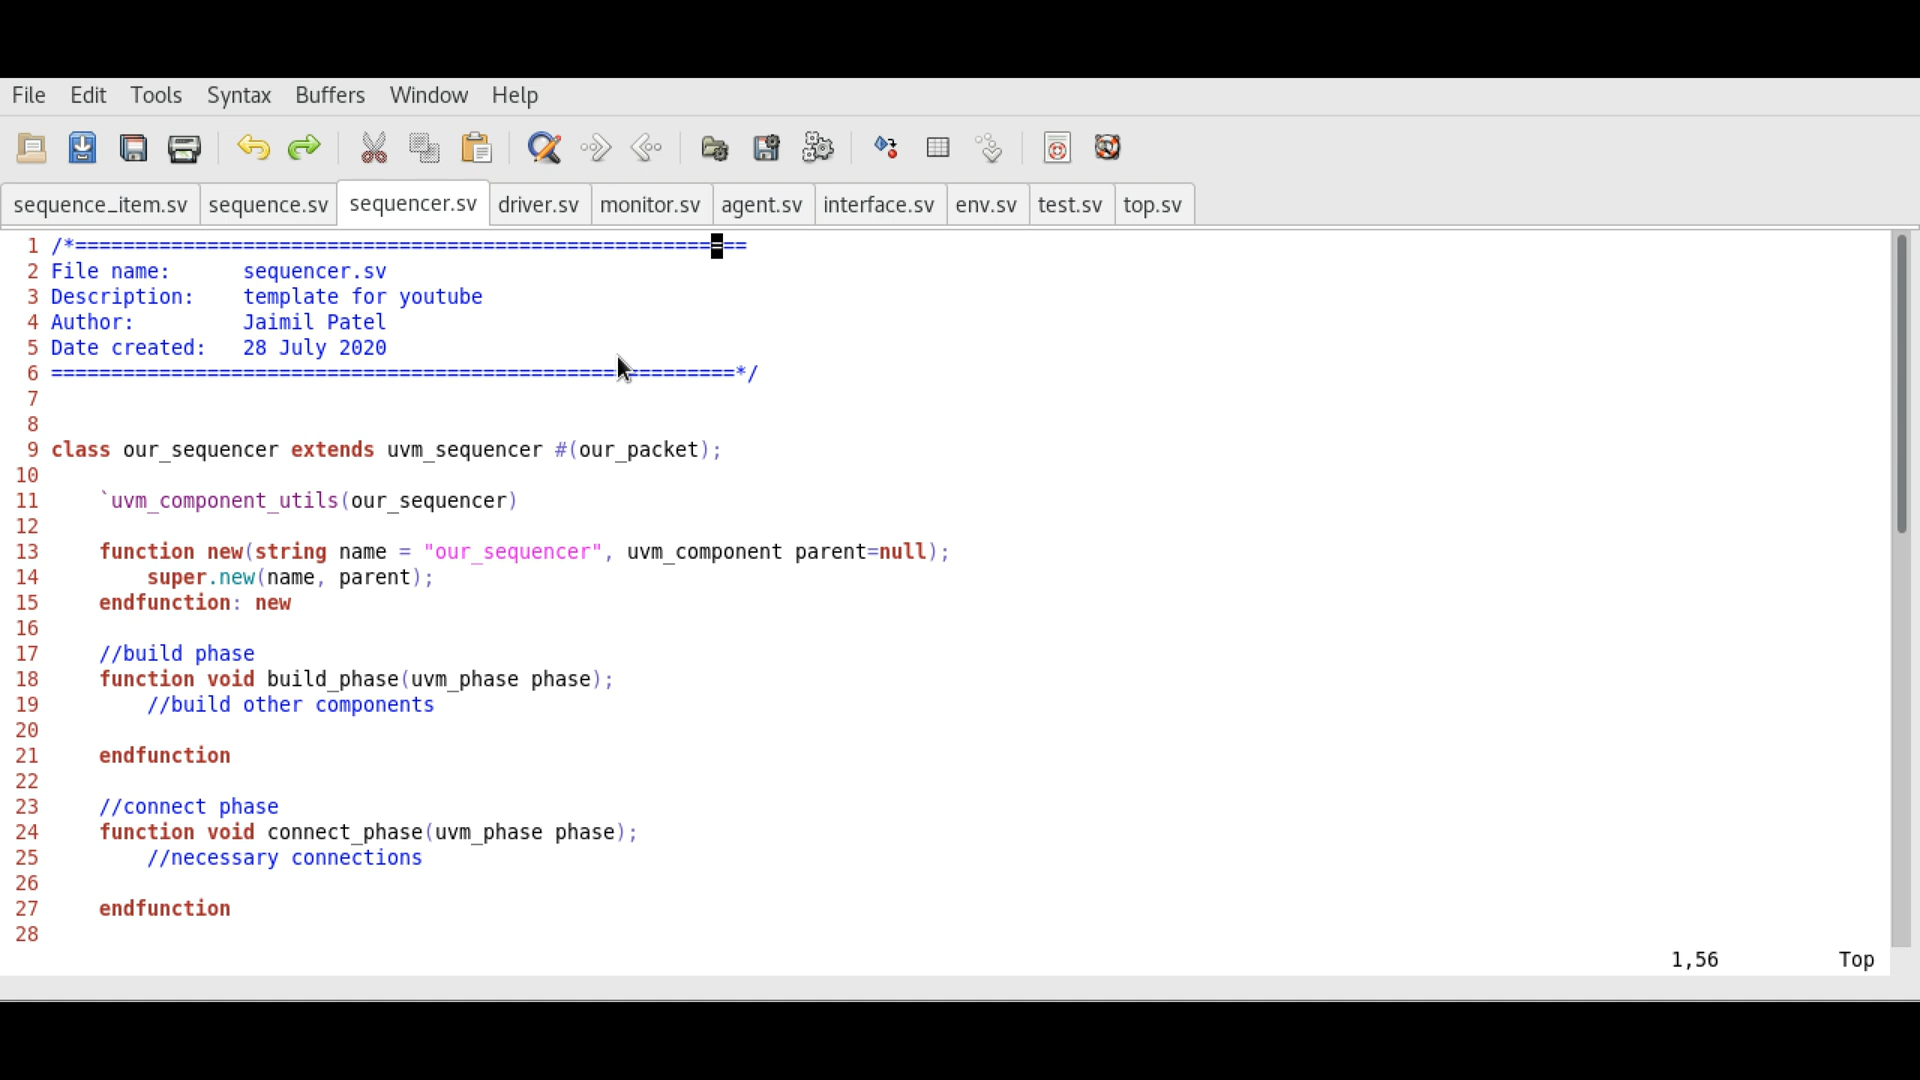 File Edit Tools Syntax Buffers Window Help
sequence_item.sv sequence.sv sequencer.sv driver.sv monitor.sv agent.sv interface.sv env.sv test.sv top.sv
1 /*========================================================
2 File name:      sequencer.sv
3 Description:    template for youtube
4 Author:         Jaimil Patel
5 Date created:   28 July 2020
6 =========================================================*/
7
8
9 class our_sequencer extends uvm_sequencer #(our_packet);
10
11     `uvm_component_utils(our_sequencer)
12
13     function new(string name = "our_sequencer", uvm_component parent=null);
14         super.new(name, parent);
15     endfunction: new
16
17     //build phase
18     function void build_phase(uvm_phase phase);
19         //build other components
20
21     endfunction
22
23     //connect phase
24     function void connect_phase(uvm_phase phase);
25         //necessary connections
26
27     endfunction
28
1,56 Top